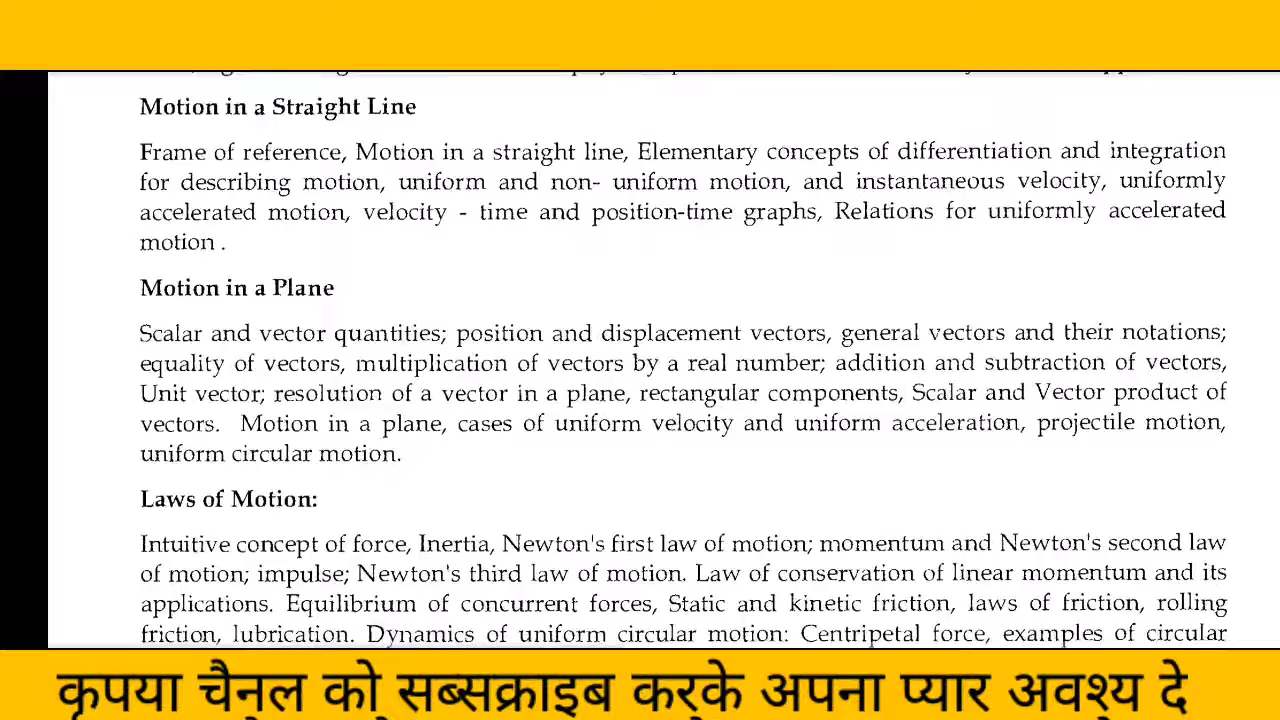 Motion in a Straight Line
Frame of reference, Motion in a straight line, Elementary concepts of differentiation and integration
for describing motion, uniform and non- uniform motion, and instantaneous velocity, uniformly
accelerated motion, velocity - time and position-time graphs, Relations for uniformly accelerated
motion .
Motion in a Plane
Scalar and vector quantities; position and displacement vectors, general vectors and their notations;
equality of vectors, multiplication of vectors by a real number; addition and subtraction of vectors,
Unit vector; resolution of a vector in a plane, rectangular components, Scalar and Vector product of
vectors. Motion in a plane, cases of uniform velocity and uniform acceleration, projectile motion,
uniform circular motion.
Laws of Motion:
Intuitive concept of force, Inertia, Newton's first law of motion; momentum and Newton's second law
of motion; impulse; Newton's third law of motion. Law of conservation of linear momentum and its
applications. Equilibrium of concurrent forces, Static and kinetic friction, laws of friction, rolling
friction, lubrication. Dynamics of uniform circular motion: Centripetal force, examples of circular
कृपया चैनल को सब्सक्राइब करके अपना प्यार अवश्य दे